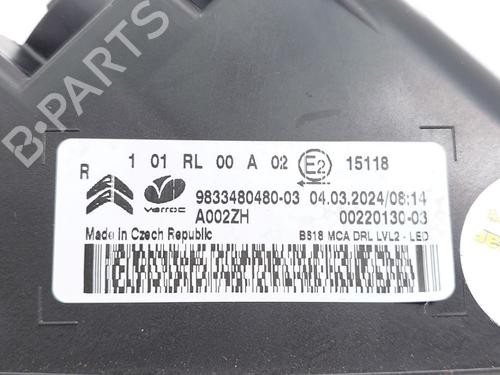 B-PARTS
R 1 01 RL 00 A 02 E2 15118
varroc 9833480480-03 04.03.2024/08:14
A002ZH 00220130-03
Made in Czech Republic BS18 MCA DRL LVL2 - LED